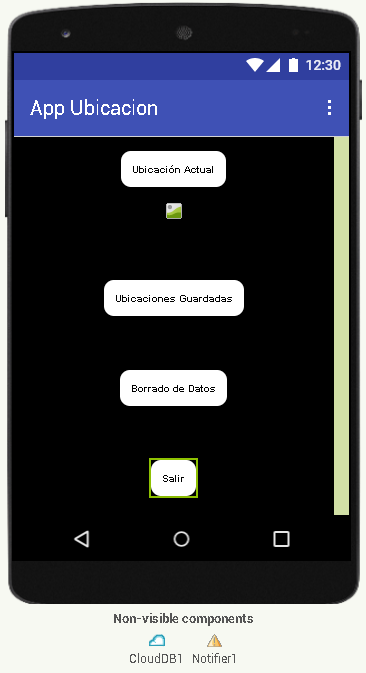 12:30
App Ubicacion
Ubicación Actual
Ubicaciones Guardadas
Borrado de Datos
Salir
Non-visible components
CloudDB1 Notifier1